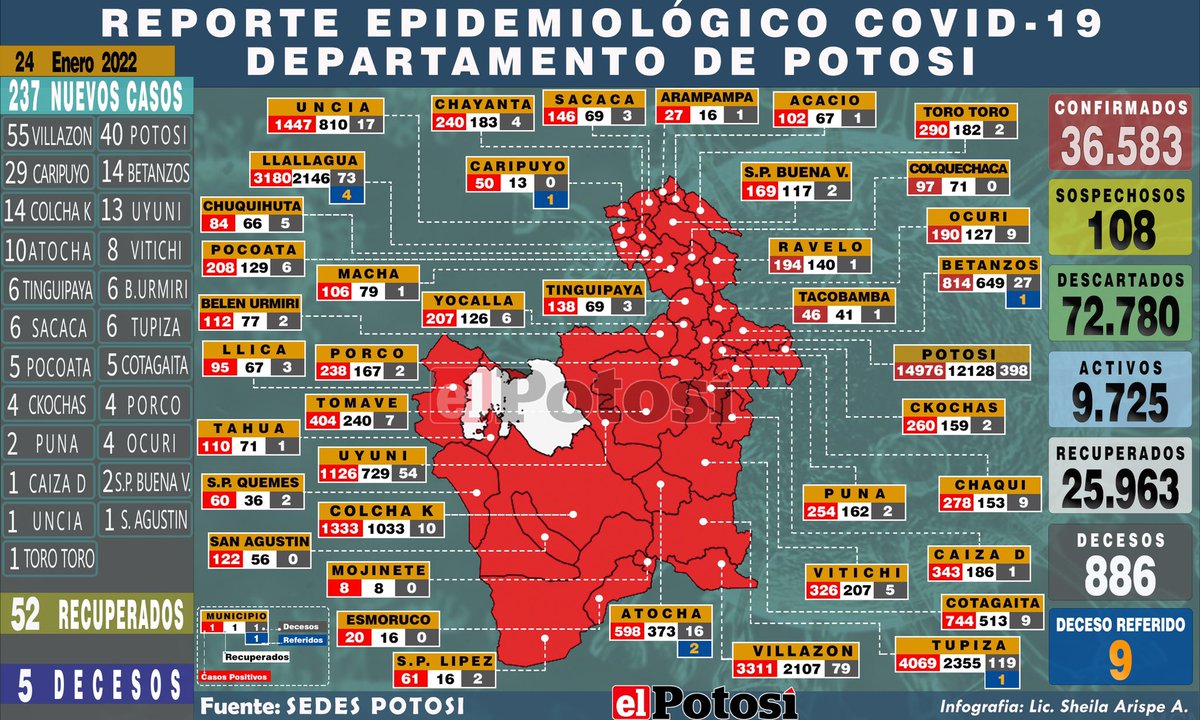 REPORTE EPIDEMIOLÓGICO COVID-19
DEPARTAMENTO DE POTOSI
24 Enero 2022
237 NUEVOS CASOS
55 VILLAZON 40 POTOSI
29 CARIPUYO 14 BETANZOS
14 COLCHA K 13 UYUNI
10 ATOCHA 8 VITICHI
6 TINGUIPAYA 6 B.URMIRI
6 SACACA 6 TUPIZA
5 POCOATA 5 COTAGAITA
4 CKOCHAS 4 PORCO
2 PUNA 4 OCURI
1 CAIZA D 2 S.P. BUENA V.
1 UNCIA 1 S. AGUSTIN
1 TORO TORO
52 RECUPERADOS
5 DECESOS
UNCIA
1447 810 17
CHAYANTA
240 183 4
SACACA
146 69 3
ARAMPAMPA
27 16 1
ACACIO
102 67 1
TORO TORO
290 182 2
LLALLAGUA
3180 2146 73
4
CARIPUYO
50 13 0
1
S.P. BUENA V.
169 117 2
COLQUECHACA
97 71 0
CHUQUIHUTA
84 66 5
OCURI
190 127 9
POCOATA
208 129 6
MACHA
106 79 1
RAVELO
194 140 1
BETANZOS
814 649 27
1
BELEN URMIRI
112 77 2
YOCALLA
207 126 6
TINGUIPAYA
138 69 3
TACOBAMBA
46 41 1
LLICA
95 67 3
PORCO
238 167 2
POTOSI
14976 12128 398
el Potosí
TOMAVE
404 240 7
CKOCHAS
260 159 2
TAHUA
110 71 1
UYUNI
1126 729 54
S.P. QUEMES
60 36 2
PUNA
254 162 2
CHAQUI
278 153 9
COLCHA K
1333 1033 10
SAN AGUSTIN
122 56 0
CAIZA D
343 186 1
MOJINETE
8 8 0
VITICHI
326 207 5
COTAGAITA
744 513 9
ESMORUCO
20 16 0
ATOCHA
598 373 16
2
VILLAZON
3311 2107 79
TUPIZA
4069 2355 119
1
S.P. LIPEZ
61 16 2
MUNICIPIO
1 1 1 Decesos
1 Referidos
Recuperados
Casos Positivos
CONFIRMADOS
36.583
SOSPECHOSOS
108
DESCARTADOS
72.780
ACTIVOS
9.725
RECUPERADOS
25.963
DECESOS
886
DECESO REFERIDO
9
Fuente: SEDES POTOSI
el Potosí
Infografia: Lic. Sheila Arispe A.